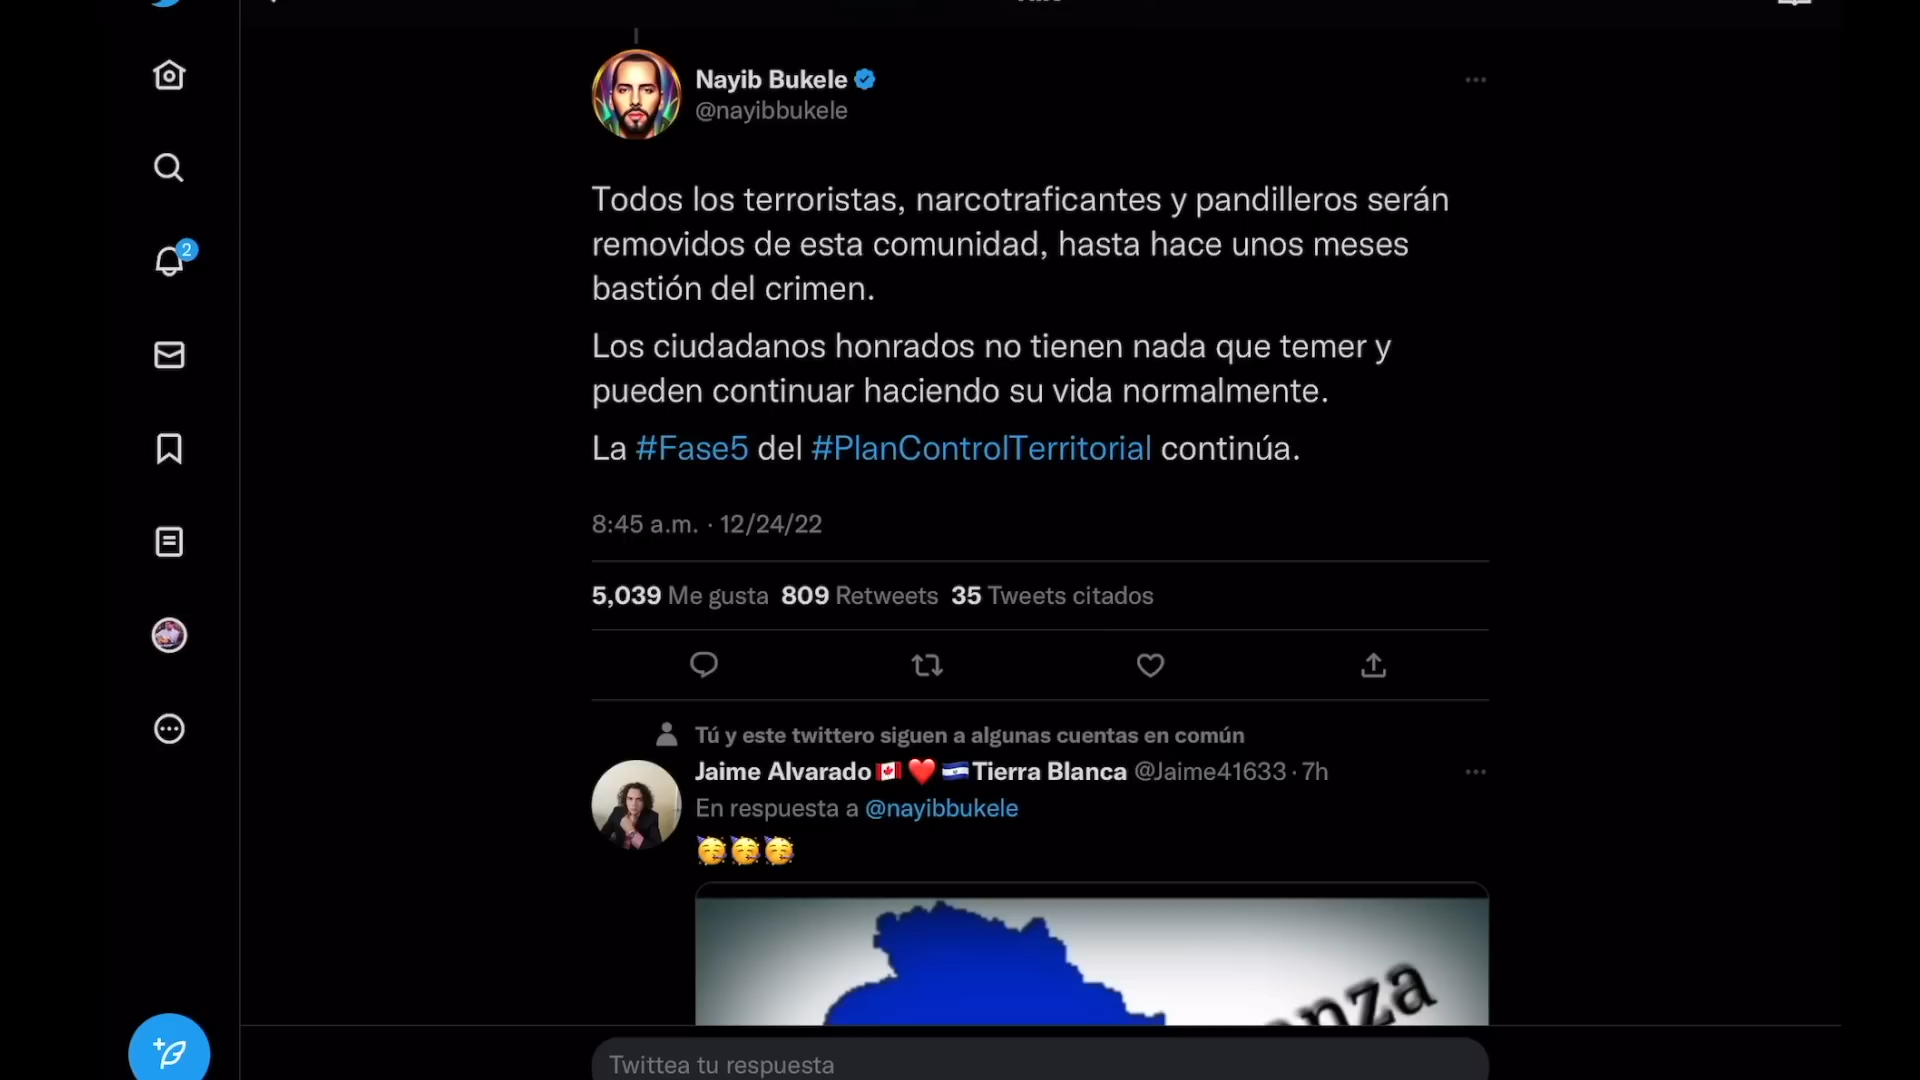 Nayib Bukele
@nayibbukele
Todos los terroristas, narcotraficantes y pandilleros serán
removidos de esta comunidad, hasta hace unos meses
bastión del crimen.
Los ciudadanos honrados no tienen nada que temer y
pueden continuar haciendo su vida normalmente.
La #Fase5 del #PlanControlTerritorial continúa.
8:45 a.m. · 12/24/22
5,039 Me gusta 809 Retweets 35 Tweets citados
2
Tú y este twittero siguen a algunas cuentas en común
Jaime Alvarado🇨🇦❤️🇸🇻Tierra Blanca @Jaime41633 · 7h
En respuesta a @nayibbukele
🥳🥳🥳
Twittea tu respuesta